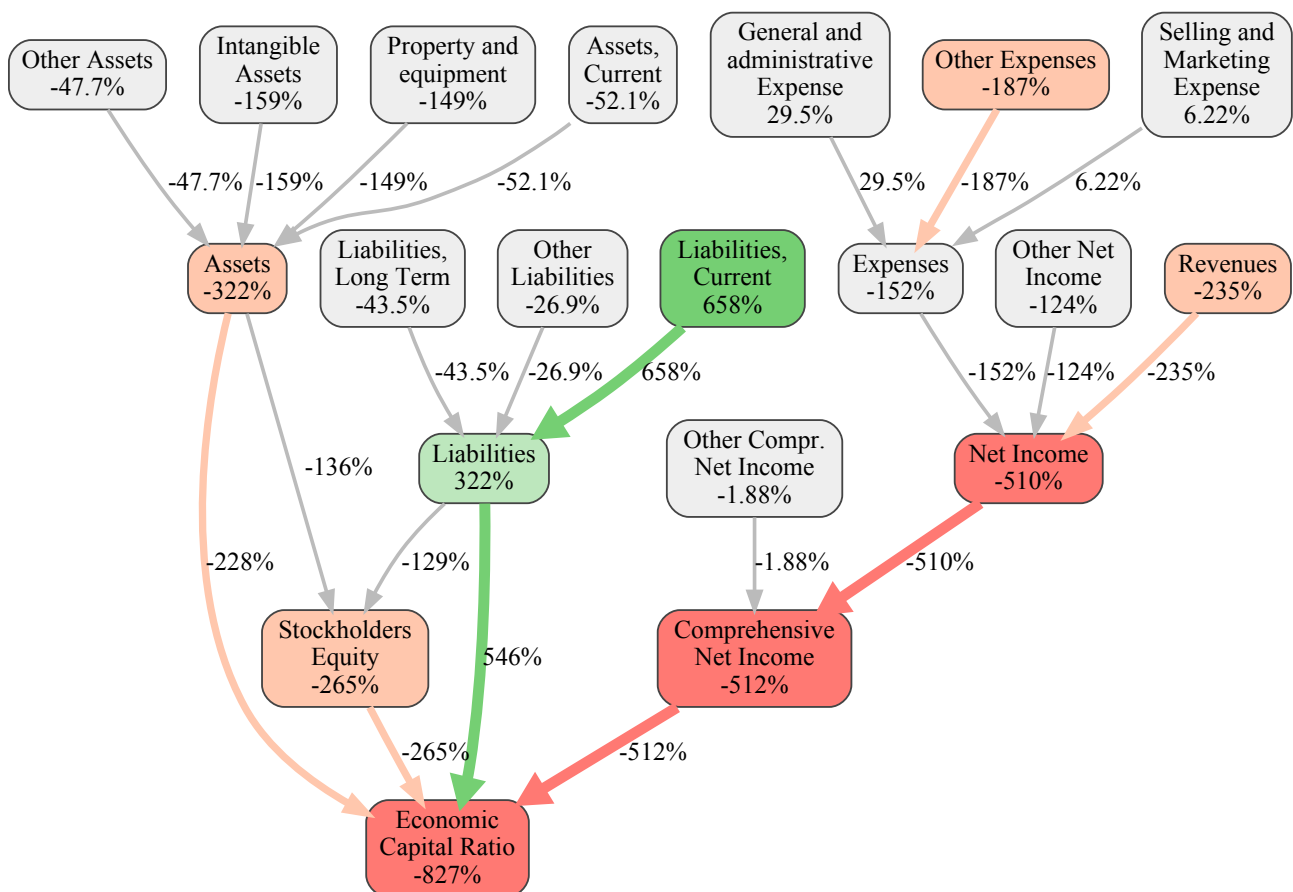 Other Assets
-47.7%
Intangible
Assets
-159%
Property and
equipment
-149%
Assets,
Current
-52.1%
General and
administrative
Expense
29.5%
Other Expenses
-187%
Selling and
Marketing
Expense
6.22%
-47.7%
-159%
-149%
-52.1%
29.5%
-187%
6.22%
Assets
-322%
Liabilities,
Long Term
-43.5%
Other
Liabilities
-26.9%
Liabilities,
Current
658%
Expenses
-152%
Other Net
Income
-124%
Revenues
-235%
-43.5%
-26.9%
658%
-152%
-124%
-235%
-136%
Liabilities
322%
Other Compr.
Net Income
-1.88%
Net Income
-510%
-228%
-129%
-1.88%
-510%
Stockholders
Equity
-265%
546%
Comprehensive
Net Income
-512%
-265%
-512%
Economic
Capital Ratio
-827%